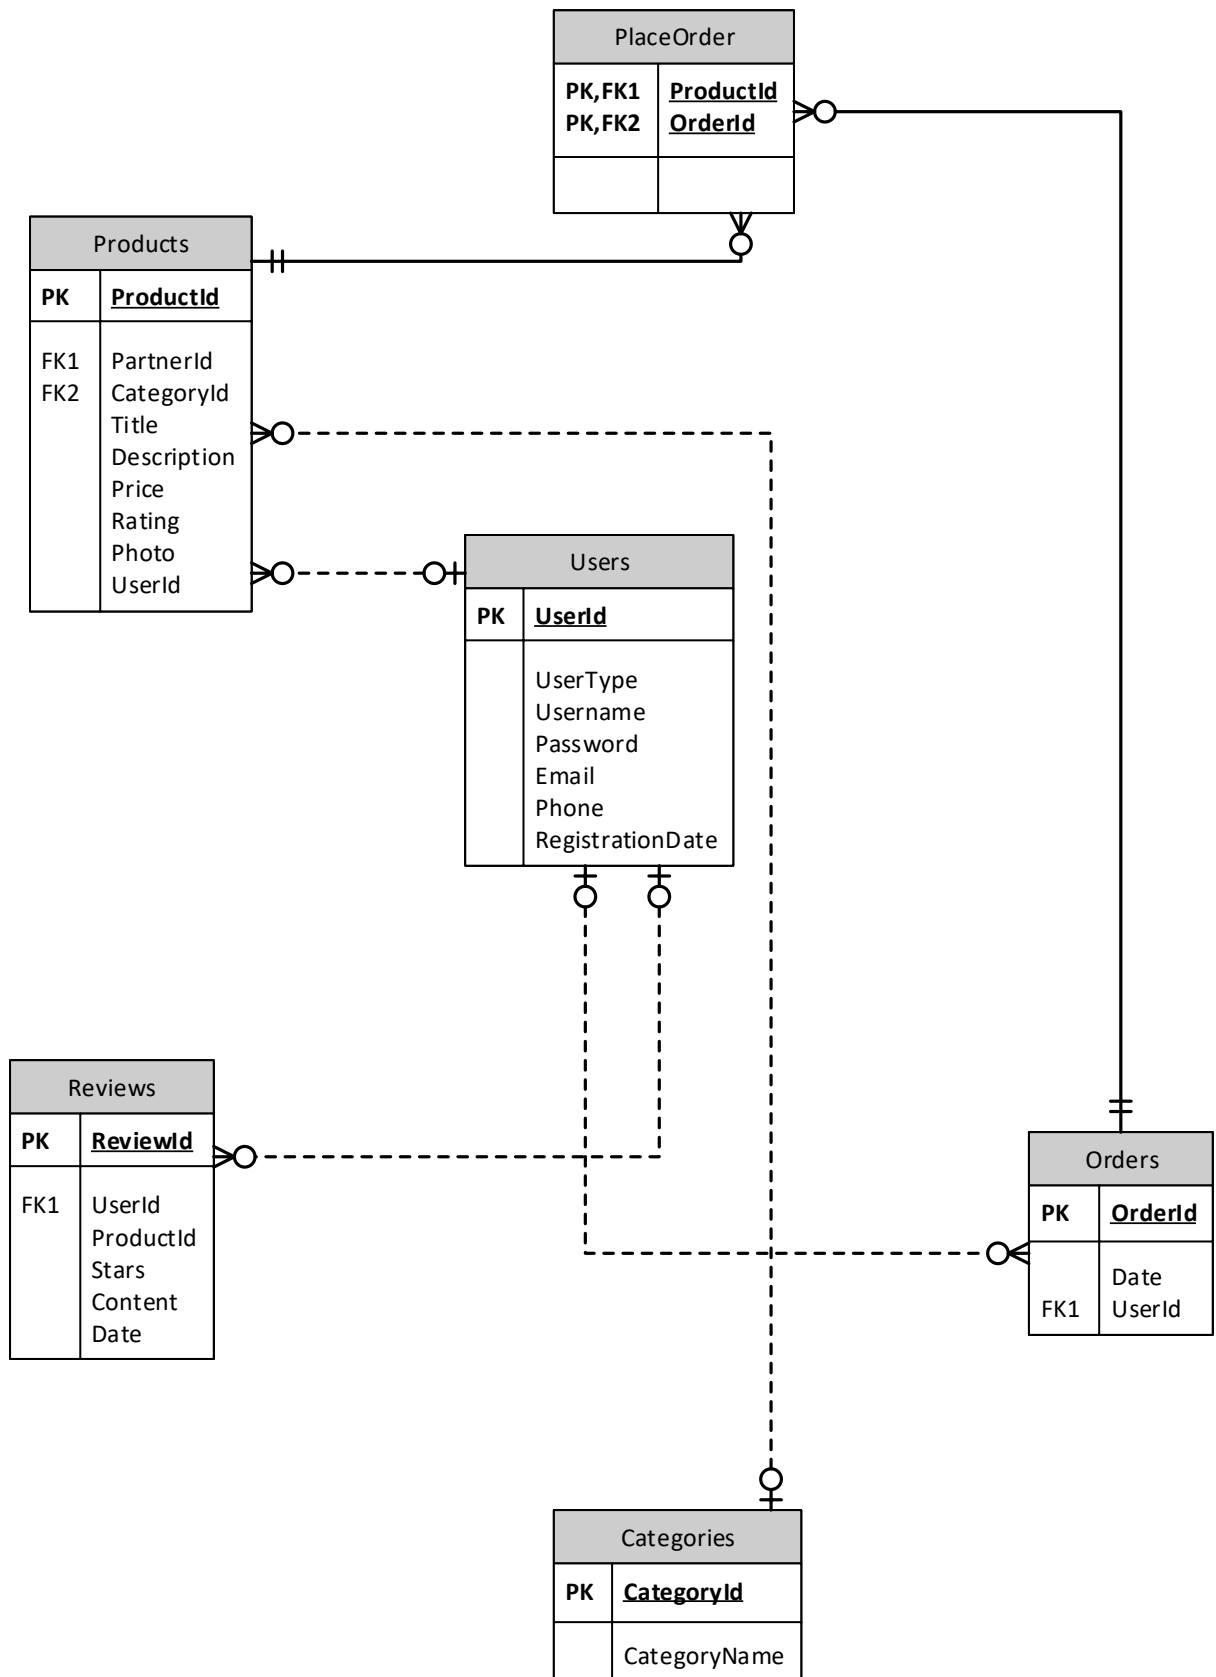 PlaceOrder
PK,FK1 ProductId
PK,FK2 OrderId
Products
PK ProductId
FK1 PartnerId
FK2 CategoryId
Title
Description
Price
Rating
Photo
UserId
Users
PK UserId
UserType
Username
Password
Email
Phone
RegistrationDate
Reviews
PK ReviewId
FK1 UserId
ProductId
Stars
Content
Date
Orders
PK OrderId
Date
FK1 UserId
Categories
PK CategoryId
CategoryName